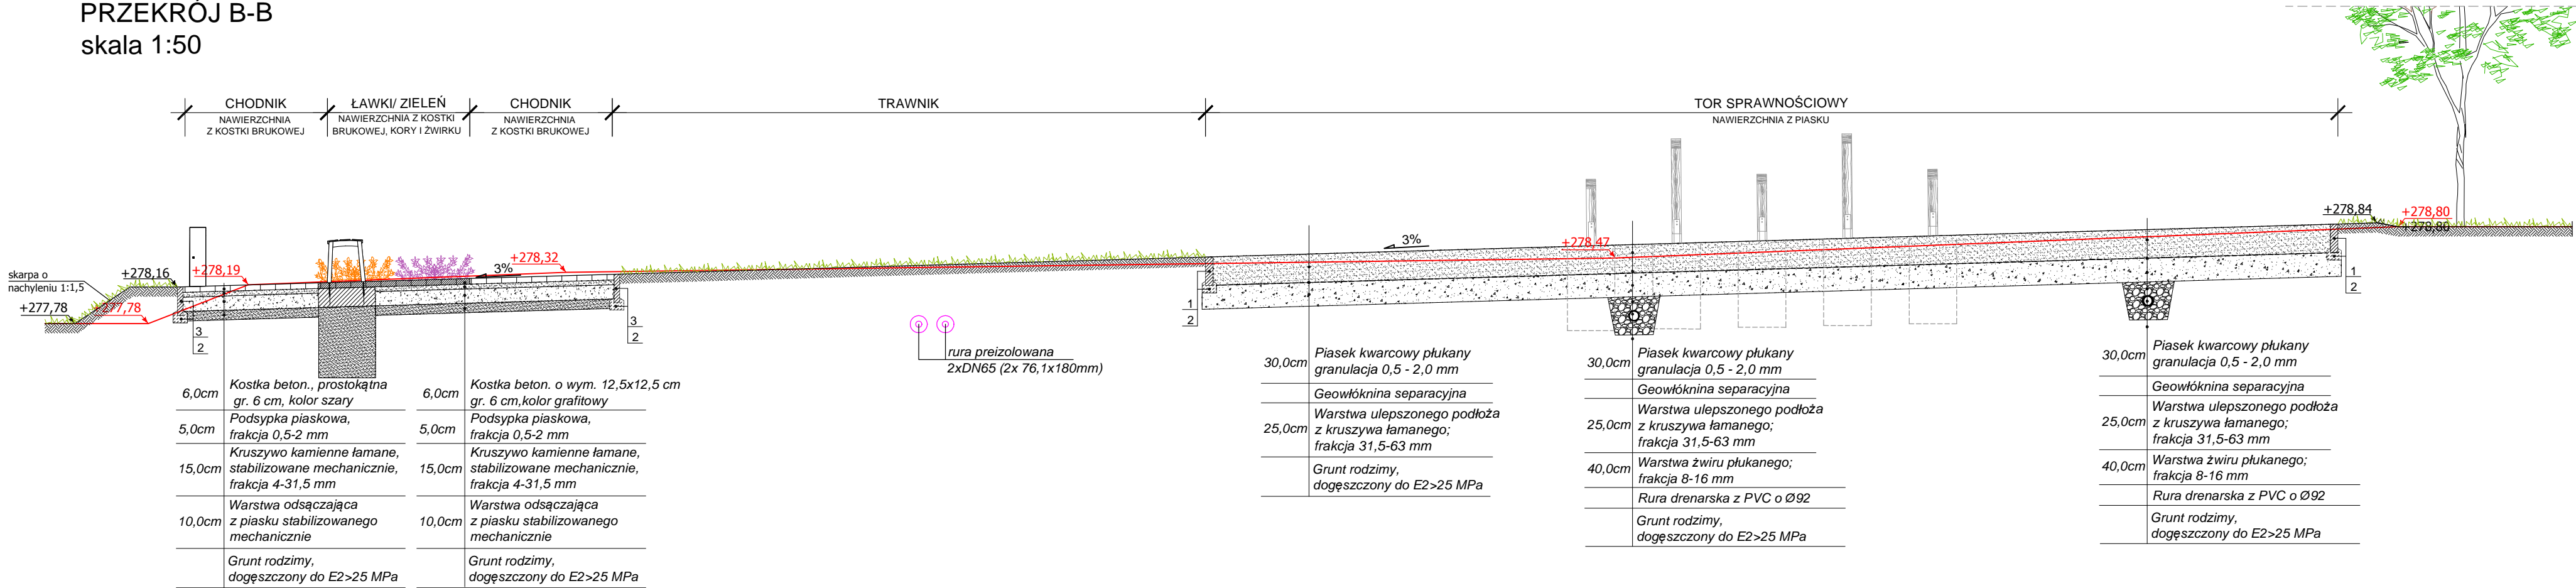 PRZEKRÓJ B-B
skala 1:50
CHODNIK
NAWIERZCHNIA
Z KOSTKI BRUKOWEJ
ŁAWKI/ ZIELEŃ
NAWIERZCHNIA Z KOSTKI
BRUKOWEJ, KORY I ŻWIRKU
CHODNIK
NAWIERZCHNIA
Z KOSTKI BRUKOWEJ
TRAWNIK
TOR SPRAWNOŚCIOWY
NAWIERZCHNIA Z PIASKU
skarpa o
nachyleniu 1:1,5
+277,78
+277,78
+278,16
+278,19
3%
+278,32
3%
+278,47
+278,84
+278,80
+278,80
3
2
3
2
1
2
1
2
rura preizolowana
2xDN65 (2x 76,1x180mm)
6,0cm
Kostka beton., prostokątna
gr. 6 cm, kolor szary
5,0cm
Podsypka piaskowa,
frakcja 0,5-2 mm
15,0cm
Kruszywo kamienne łamane,
stabilizowane mechanicznie,
frakcja 4-31,5 mm
10,0cm
Warstwa odsączająca
z piasku stabilizowanego
mechanicznie
Grunt rodzimy,
dogęszczony do E2>25 MPa
6,0cm
Kostka beton. o wym. 12,5x12,5 cm
gr. 6 cm,kolor grafitowy
5,0cm
Podsypka piaskowa,
frakcja 0,5-2 mm
15,0cm
Kruszywo kamienne łamane,
stabilizowane mechanicznie,
frakcja 4-31,5 mm
10,0cm
Warstwa odsączająca
z piasku stabilizowanego
mechanicznie
Grunt rodzimy,
dogęszczony do E2>25 MPa
30,0cm
Piasek kwarcowy płukany
granulacja 0,5 - 2,0 mm
Geowłóknina separacyjna
25,0cm
Warstwa ulepszonego podłoża
z kruszywa łamanego;
frakcja 31,5-63 mm
Grunt rodzimy,
dogęszczony do E2>25 MPa
30,0cm
Piasek kwarcowy płukany
granulacja 0,5 - 2,0 mm
Geowłóknina separacyjna
25,0cm
Warstwa ulepszonego podłoża
z kruszywa łamanego;
frakcja 31,5-63 mm
40,0cm
Warstwa żwiru płukanego;
frakcja 8-16 mm
Rura drenarska z PVC o Ø92
Grunt rodzimy,
dogęszczony do E2>25 MPa
30,0cm
Piasek kwarcowy płukany
granulacja 0,5 - 2,0 mm
Geowłóknina separacyjna
25,0cm
Warstwa ulepszonego podłoża
z kruszywa łamanego;
frakcja 31,5-63 mm
40,0cm
Warstwa żwiru płukanego;
frakcja 8-16 mm
Rura drenarska z PVC o Ø92
Grunt rodzimy,
dogęszczony do E2>25 MPa